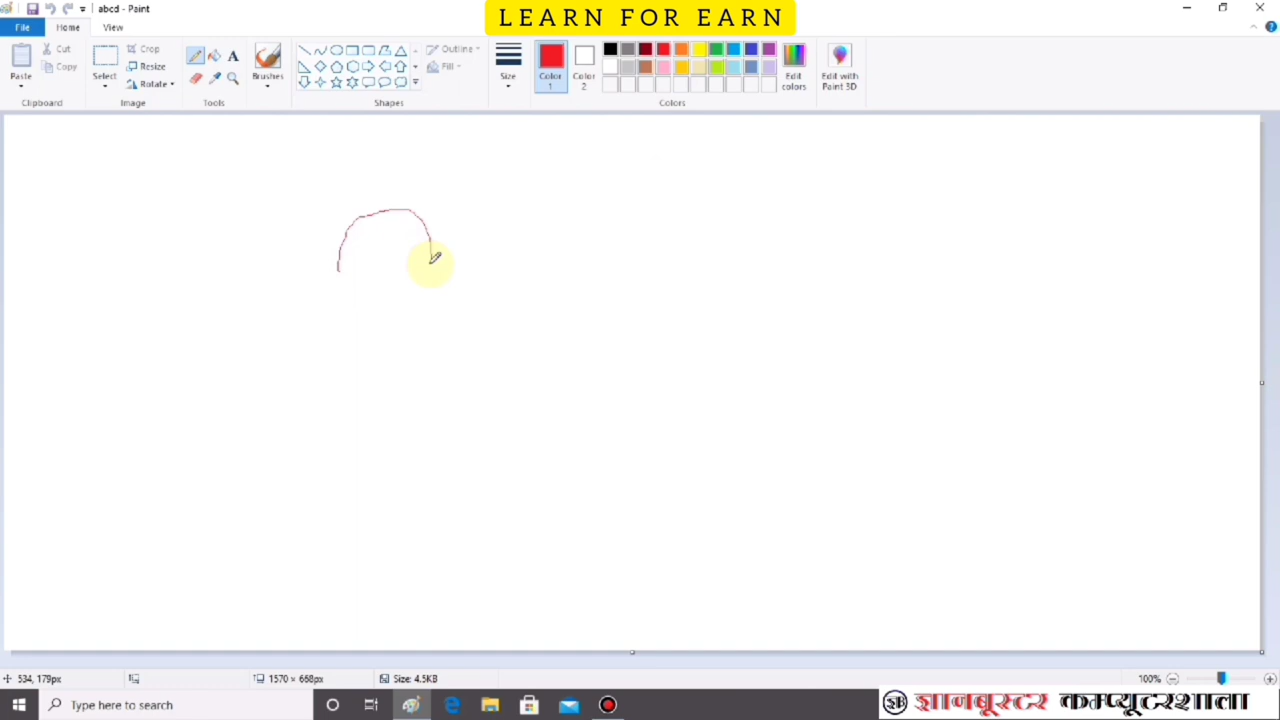 abcd - Paint
LEARN FOR EARN
File
Home
View
Paste
Cut
Copy
Clipboard
Select
Crop
Resize
Rotate
Image
A
Tools
Brushes
Outline
Fill
Shapes
Size
Color 1
Color 2
Colors
Edit colors
Edit with Paint 3D
534, 179px
1570 × 668px
Size: 4.5KB
100%
Type here to search
SB ज्ञानबूस्टर कम्प्यूटरशाला